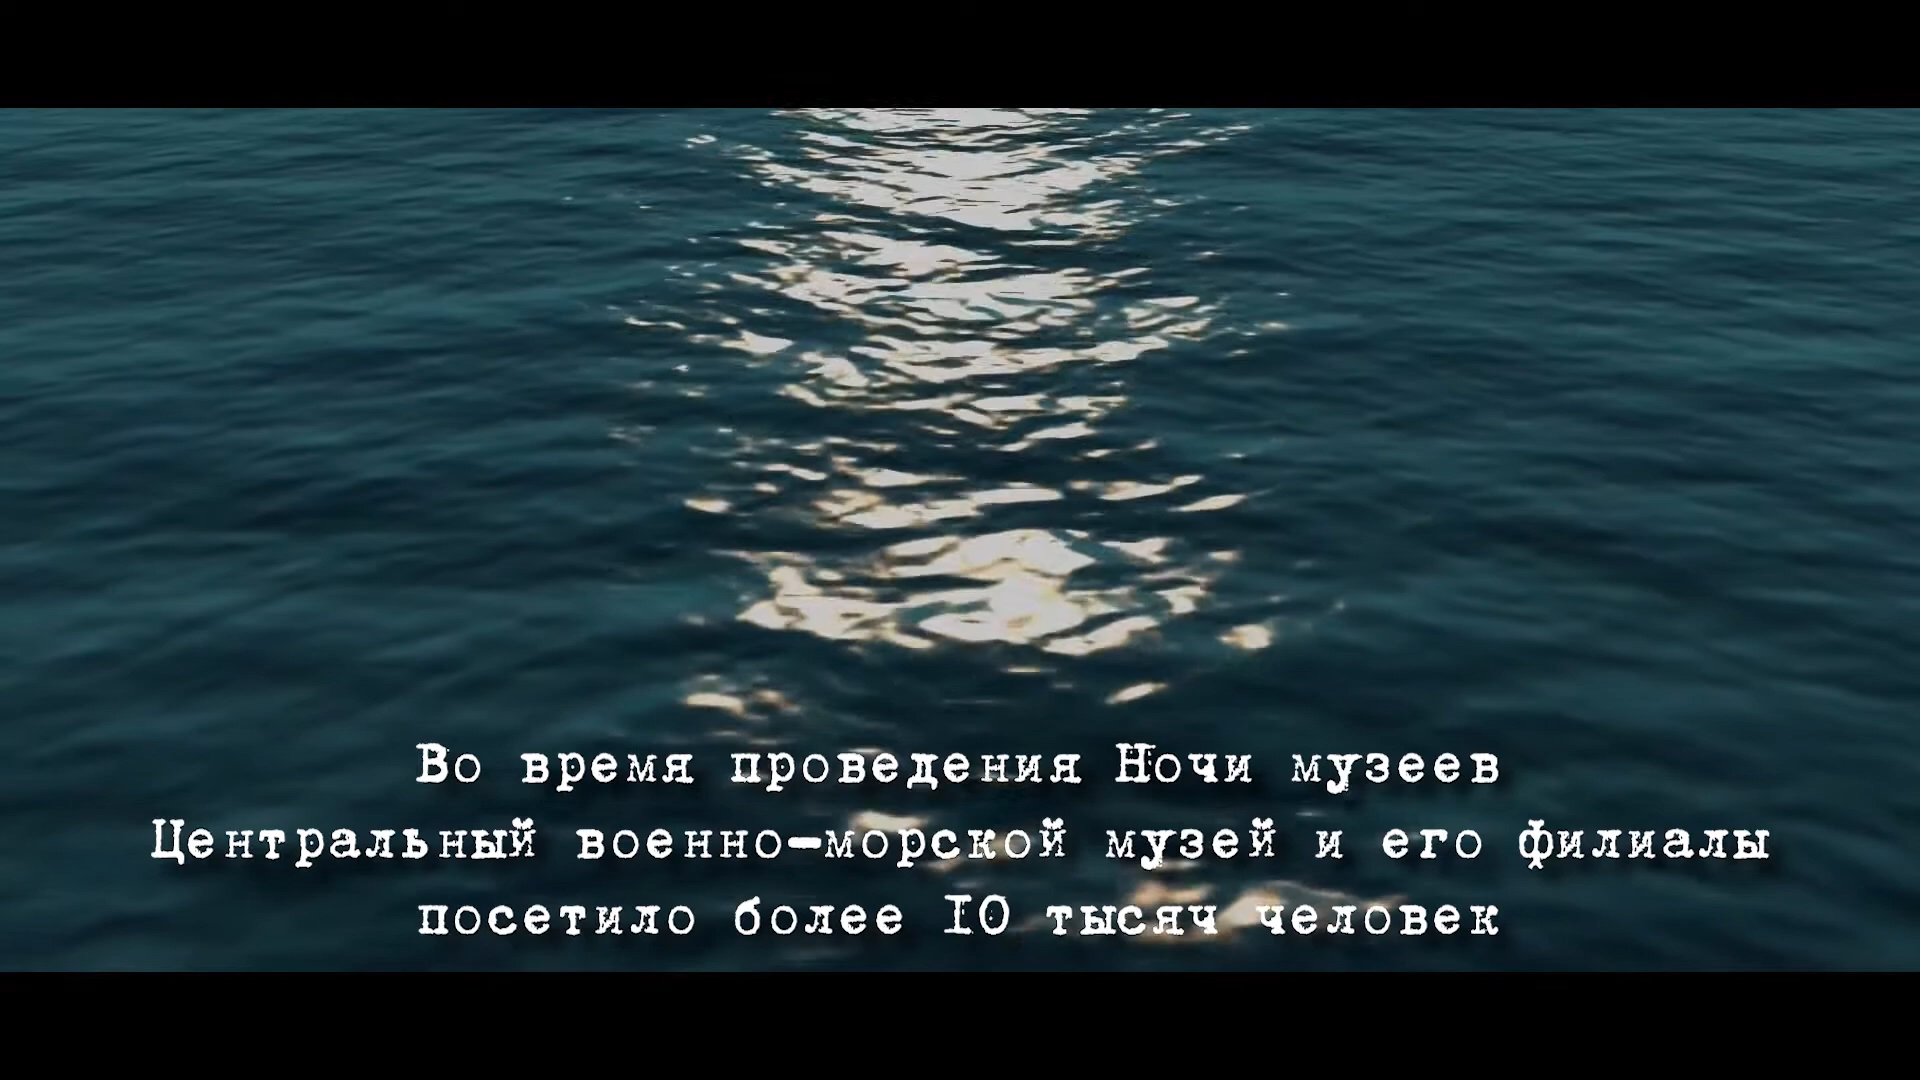 Во время проведения Ночи музеев
Центральный военно-морской музей и его филиалы
посетило более 10 тысяч человек